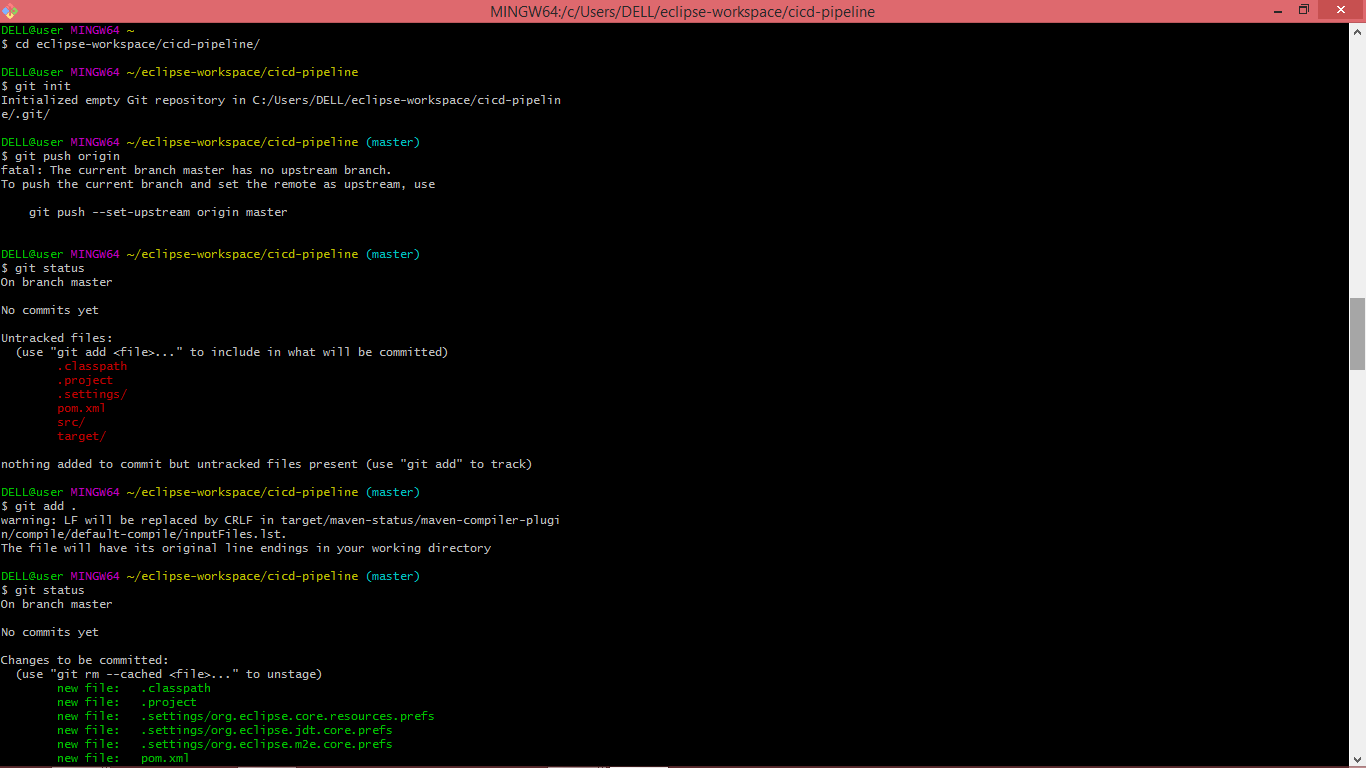 MINGW64:/c/Users/DELL/eclipse-workspace/cicd-pipeline
DELL@user MINGW64 ~
$ cd eclipse-workspace/cicd-pipeline/
DELL@user MINGW64 ~/eclipse-workspace/cicd-pipeline
$ git init
Initialized empty Git repository in C:/Users/DELL/eclipse-workspace/cicd-pipelin
e/.git/
DELL@user MINGW64 ~/eclipse-workspace/cicd-pipeline (master)
$ git push origin
fatal: The current branch master has no upstream branch.
To push the current branch and set the remote as upstream, use
git push --set-upstream origin master
DELL@user MINGW64 ~/eclipse-workspace/cicd-pipeline (master)
$ git status
On branch master
No commits yet
Untracked files:
(use "git add <file>..." to include in what will be committed)
.classpath
.project
.settings/
pom.xml
src/
target/
nothing added to commit but untracked files present (use "git add" to track)
DELL@user MINGW64 ~/eclipse-workspace/cicd-pipeline (master)
$ git add .
warning: LF will be replaced by CRLF in target/maven-status/maven-compiler-plugi
n/compile/default-compile/inputFiles.lst.
The file will have its original line endings in your working directory
DELL@user MINGW64 ~/eclipse-workspace/cicd-pipeline (master)
$ git status
On branch master
No commits yet
Changes to be committed:
(use "git rm --cached <file>..." to unstage)
new file: .classpath
new file: .project
new file: .settings/org.eclipse.core.resources.prefs
new file: .settings/org.eclipse.jdt.core.prefs
new file: .settings/org.eclipse.m2e.core.prefs
new file: pom.xml